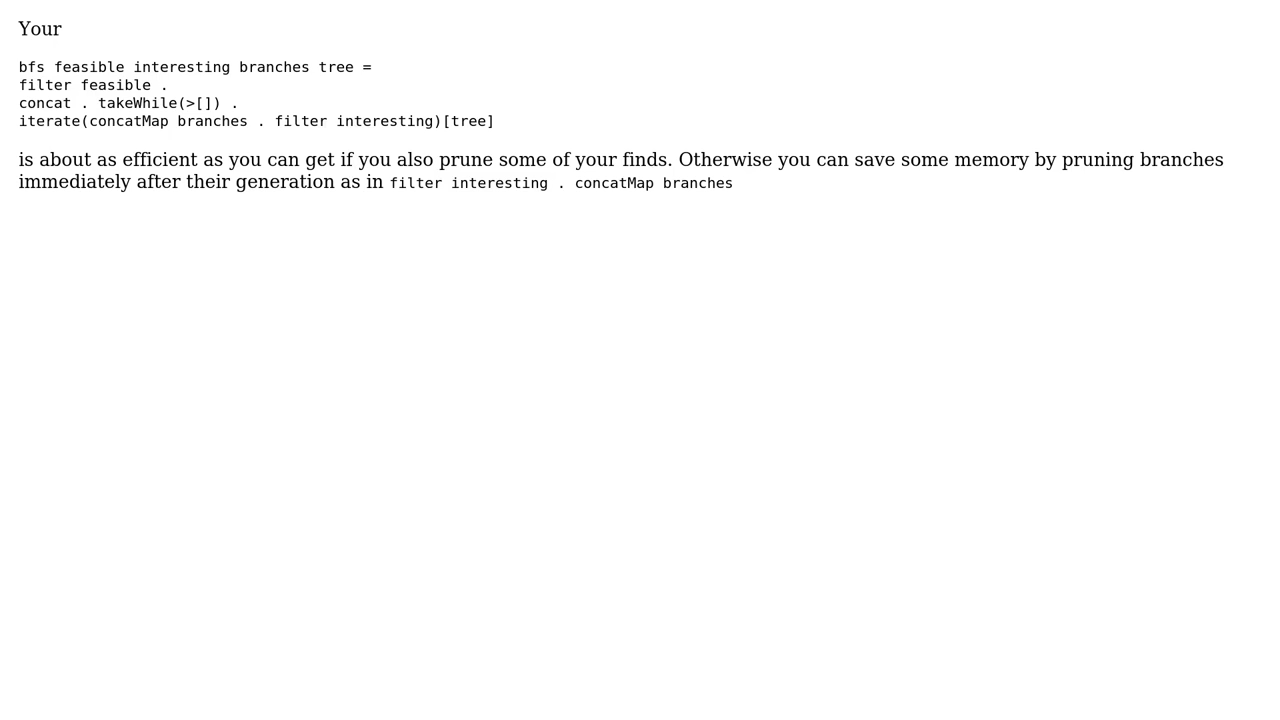 Your
bfs feasible interesting branches tree =
filter feasible .
concat . takeWhile(>[]) .
iterate(concatMap branches . filter interesting)[tree]
is about as efficient as you can get if you also prune some of your finds. Otherwise you can save some memory by pruning branches
immediately after their generation as in filter interesting . concatMap branches